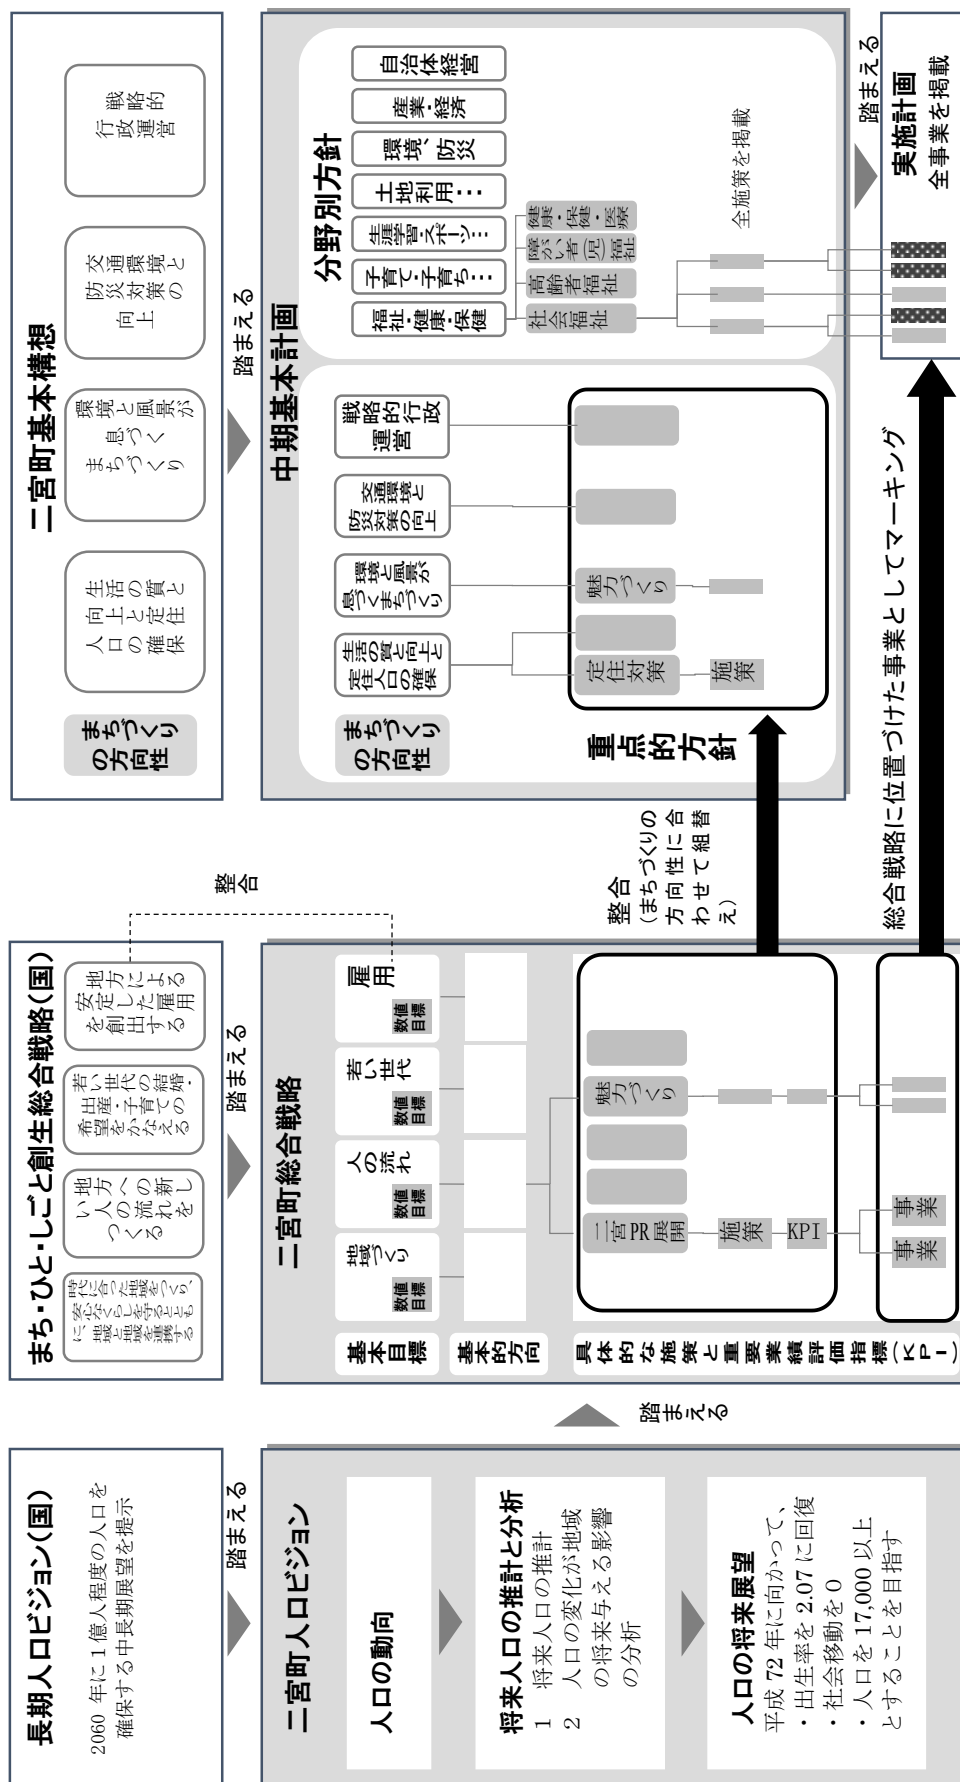 長期人口ビジョン(国)
2060 年に1億人程度の人口を
確保する中長期展望を提示
踏まえる
二宮町人口ビジョン
人口の動向
将来人口の推計と分析
1 将来人口の推計
2 人口の変化が地域
の将来与える影響
の分析
人口の将来展望
平成 72 年に向かって、
・出生率を 2.07 に回復
・社会移動を 0
・人口を 17,000 以上
とすることを目指す
踏まえる
まち・ひと・しごと創生総合戦略(国)
時代に合った地域をつくり、
安心なくらしを守るととも
に、地域と地域を連携する
地方への新し
い人の流れを
つくる
若い世代の結婚・
出産・子育ての
希望をかなえる
地方による
安定した雇用
を創出する
整合
踏まえる
二宮町総合戦略
基本目標
地域づくり
数値
目標
人の
流れ
数値
目標
若い
世代
数値
目標
雇用
数値
目標
基本的方向
具体的な施策と重要業績評価指標(KPI)
二宮 PR 展開
魅力
づくり
施策
KPI
事業
事業
整合
(まちづくりの
方向性に合
わせて組替
え)
総合戦略に位置づけた事業としてマーキング
二宮町基本構想
まちづくり
の方向性
生活の質と
向上と定住
人口の確保
環境と風景が
息づく
まちづくり
交通環境と
防災対策の
向上
戦略的
行政運営
踏まえる
中期基本計画
まちづくり
の方向性
生活の質と向上と
定住人口の確保
環境と風景が
息づくまちづくり
交通環境と
防災対策の向上
戦略的行政
運営
重点的方針
定住対策
魅力
づくり
施策
分野別方針
福祉・健康・保健
子育て・子育ち…
生涯学習・スポーツ…
土地利用…
環境、防災
産業・経済
自治体経営
社会福祉
高齢者福祉
障がい者(児)福祉
健康・保健・医療
全施策を掲載
踏まえる
実施計画
全事業を掲載